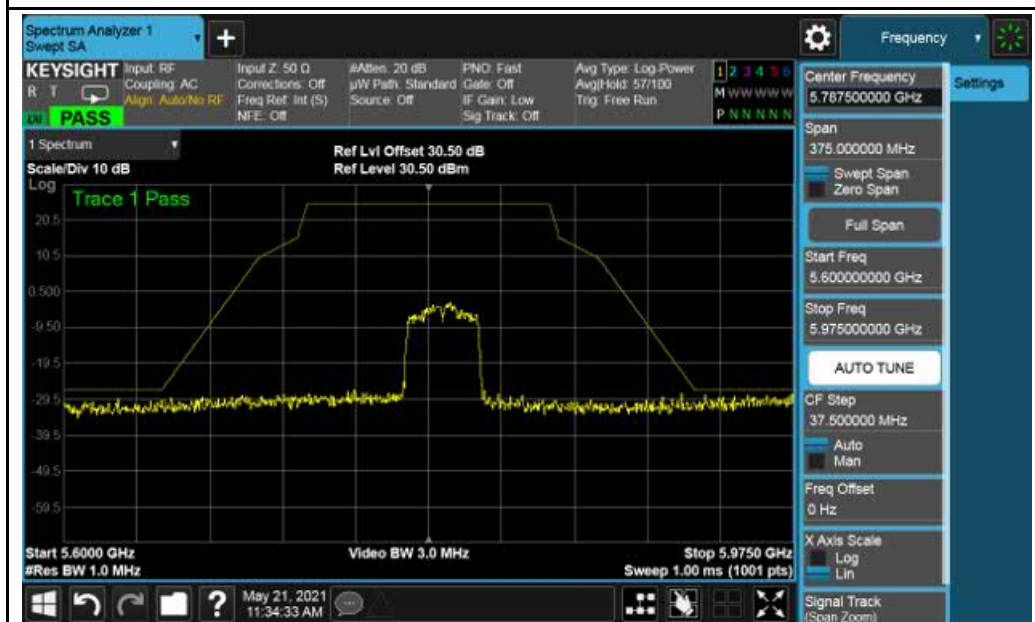 Spectrum Analyzer 1
Swept SA
+
Frequency
KEYSIGHT
R T
PASS
Input: RF
Coupling: AC
Align: Auto/No RF
Input Z: 50 Ω
Corrections: Off
Freq Ref: Int (S)
NFE: Off
#Atten: 20 dB
µW Path: Standard
Source: Off
PNO: Fast
Gate: Off
IF Gain: Low
Sig Track: Off
Avg Type: Log-Power
Avg|Hold: 57/100
Trig: Free Run
1 2 3 4 5 6
M W W W W W
P N N N N N
1 Spectrum
Scale/Div 10 dB
Ref Lvl Offset 30.50 dB
Ref Level 30.50 dBm
Log
Trace 1 Pass
20.5
10.5
0.500
-9.50
-19.5
-29.5
-39.5
-49.5
-59.5
Start 5.6000 GHz
#Res BW 1.0 MHz
Video BW 3.0 MHz
Stop 5.9750 GHz
Sweep 1.00 ms (1001 pts)
May 21, 2021
11:34:33 AM
Center Frequency
5.787500000 GHz
Settings
Span
375.000000 MHz
Swept Span
Zero Span
Full Span
Start Freq
5.600000000 GHz
Stop Freq
5.975000000 GHz
AUTO TUNE
CF Step
37.500000 MHz
Auto
Man
Freq Offset
0 Hz
X Axis Scale
Log
Lin
Signal Track
(Span Zoom)